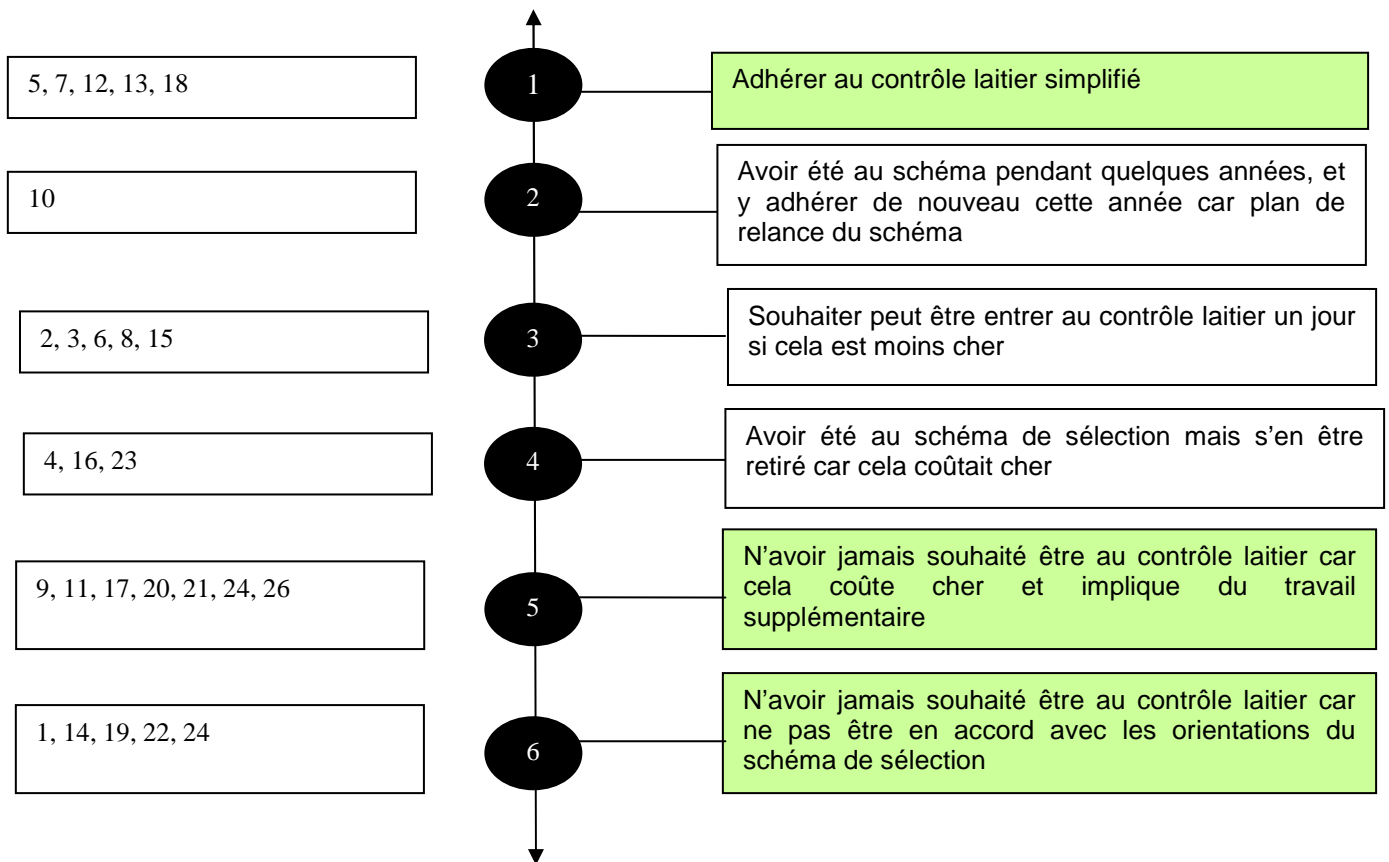 5, 7, 12, 13, 18
1
Adhérer au contrôle laitier simplifié
10
2
Avoir été au schéma pendant quelques années, et
y adhérer de nouveau cette année car plan de
relance du schéma
2, 3, 6, 8, 15
3
Souhaiter peut être entrer au contrôle laitier un jour
si cela est moins cher
4, 16, 23
4
Avoir été au schéma de sélection mais s'en être
retiré car cela coûtait cher
9, 11, 17, 20, 21, 24, 26
5
N'avoir jamais souhaité être au contrôle laitier car
cela coûte cher et implique du travail
supplémentaire
1, 14, 19, 22, 24
6
N'avoir jamais souhaité être au contrôle laitier car
ne pas être en accord avec les orientations du
schéma de sélection